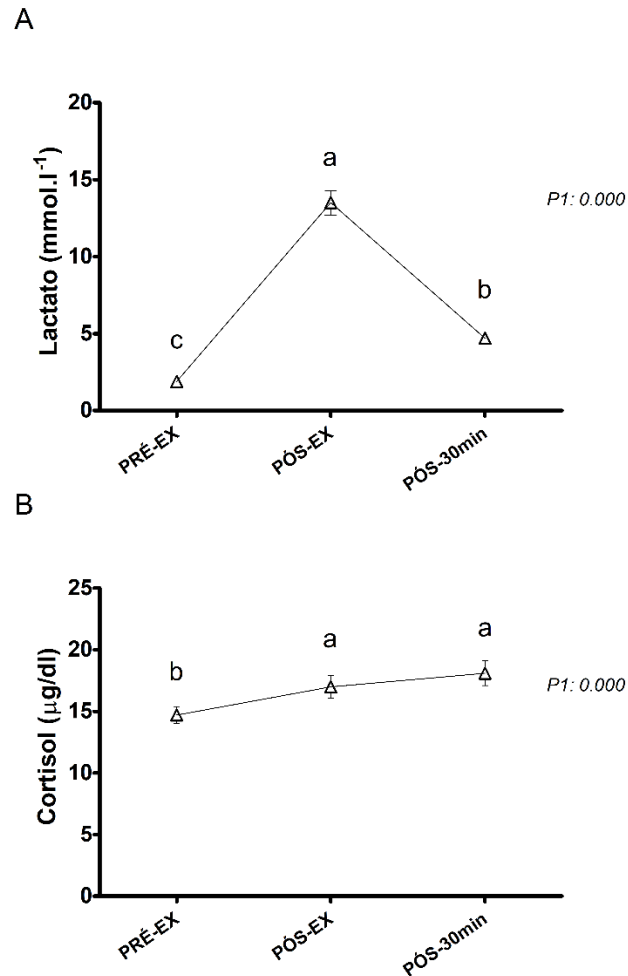 A
20
15
10
5
0
Lactato (mmol.l⁻¹)
c
a
b
P1: 0.000
PRÉ-EX
PÓS-EX
PÓS-30min
B
25
20
15
10
5
0
Cortisol (µg/dl)
b
a
a
P1: 0.000
PRÉ-EX
PÓS-EX
PÓS-30min